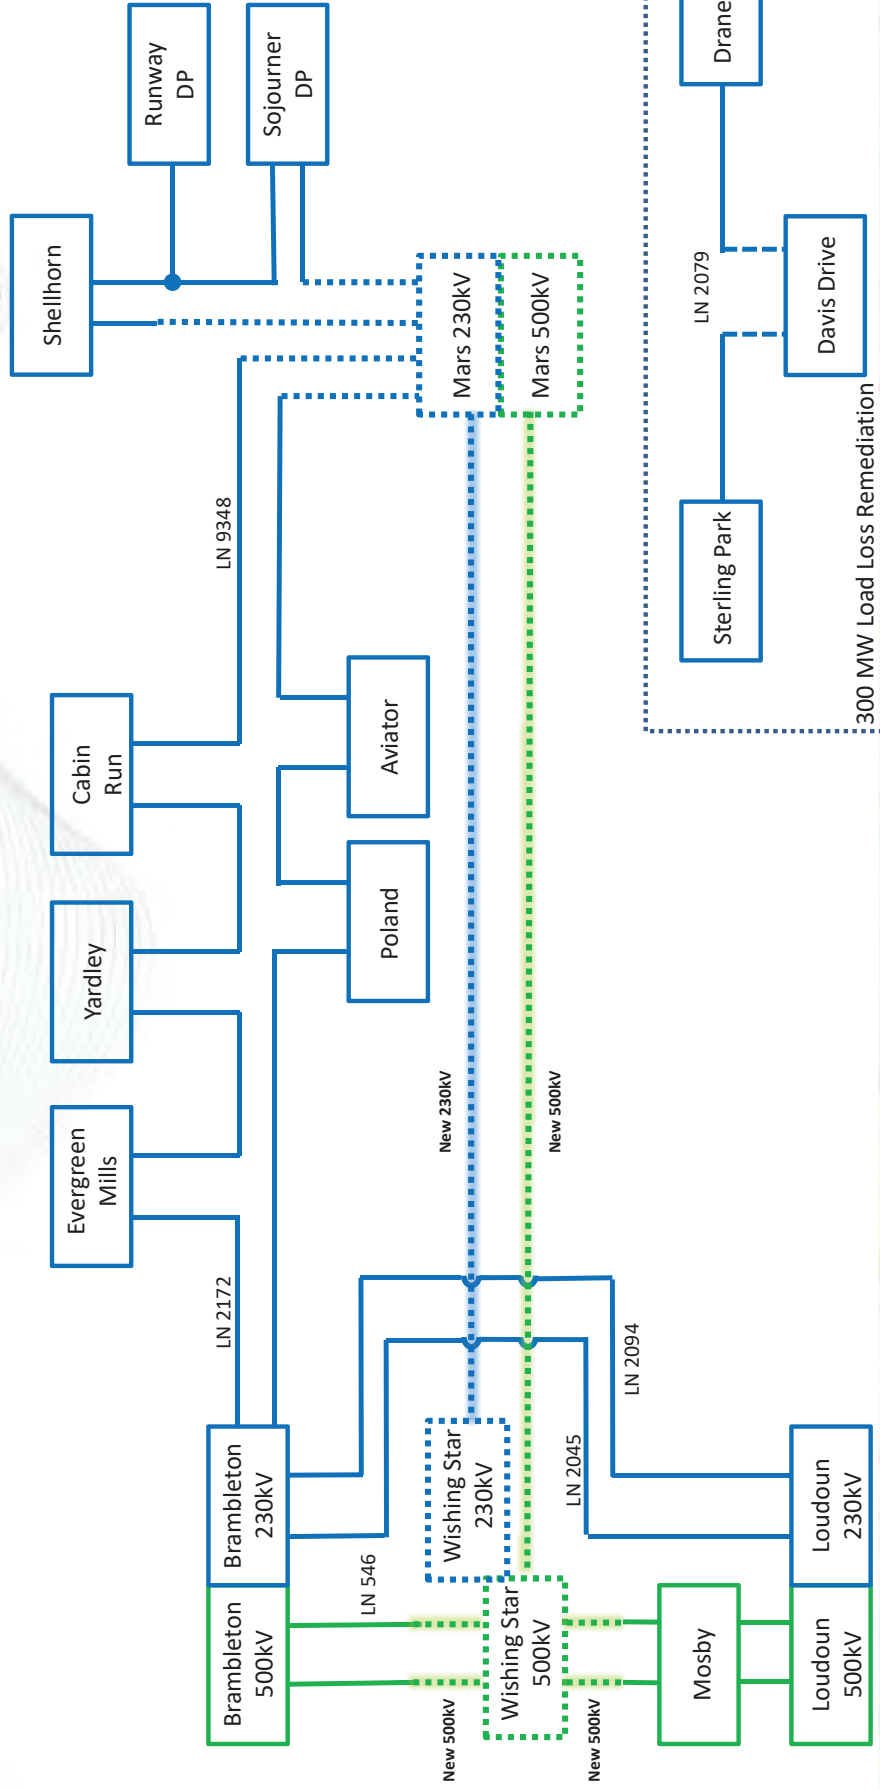 Shellhorn
Evergreen
Mills
Yardley
Cabin
Run
Runway
DP
LN 2172
LN 9348
Brambleton
500kV
Brambleton
230kV
Sojourner
DP
LN 546
Poland
Aviator
New 500kV
New 230kV
Wishing Star
230kV
Mars 230kV
Wishing Star
500kV
Mars 500kV
New 500kV
LN 2045
New 500kV
LN 2094
Mosby
LN 2079
Sterling Park
Drane
Loudoun
500kV
Loudoun
230kV
Davis Drive
300 MW Load Loss Remediation